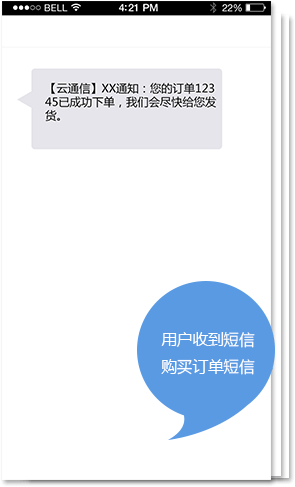 ●●●○○ BELL 4:21 PM 22%
【云通信】XX通知：您的订单123
45已成功下单，我们会尽快给您发
货。
用户收到短信
购买订单短信